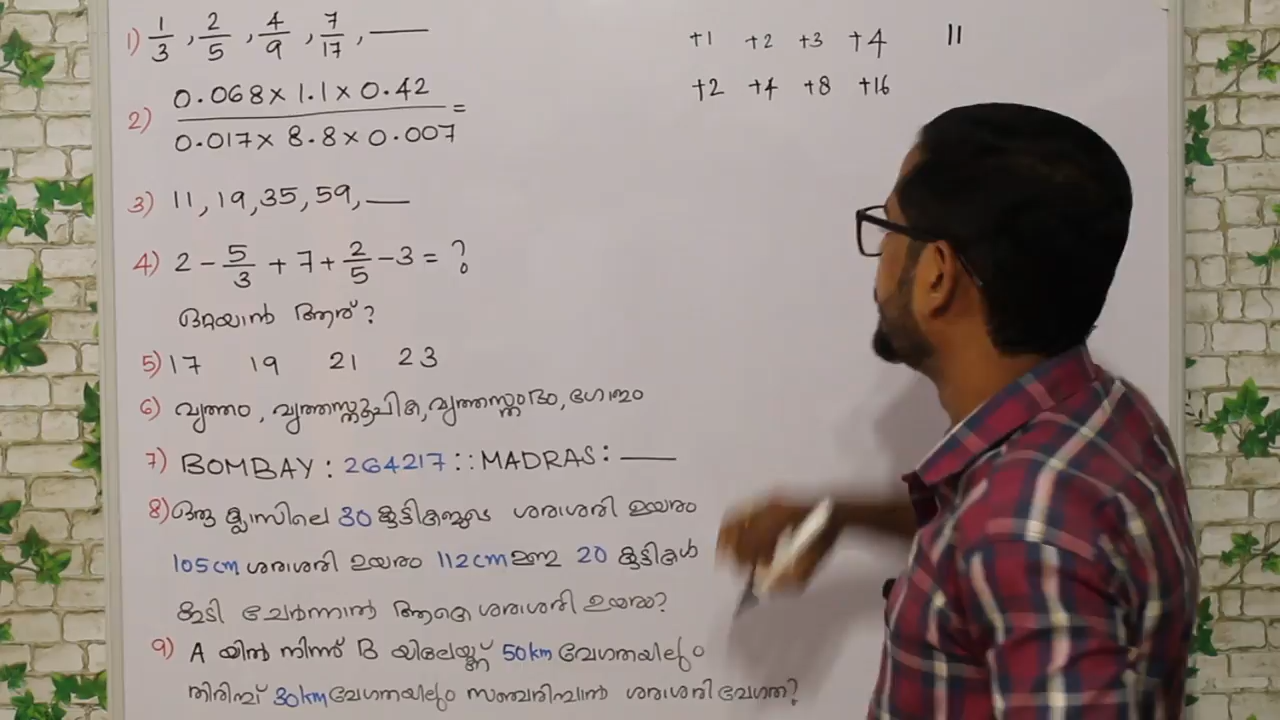 1) 1/3, 2/5, 4/9, 7/17, ___
+1 +2 +3 +4 11
+2 +4 +8 +16
2) 0.068 × 1.1 × 0.42 / 0.017 × 8.8 × 0.007 =
3) 11, 19, 35, 59, ___
4) 2 - 5/3 + 7 + 2/5 - 3 = ?
ഒറ്റയാൻ ആര്?
5) 17 19 21 23
6) വൃത്തം, വൃത്തസ്തൂപിക, വൃത്തസ്തംഭം, ഗോളം
7) BOMBAY : 264217 :: MADRAS : ___
8) ഒരു ക്ലാസിലെ 30 കുട്ടികളുടെ ശരാശരി ഉയരം
105cm ശരാശരി ഉയരം 112cm ഉള്ള 20 കുട്ടികൾ
കൂടി ചേർന്നാൽ ആകെ ശരാശരി ഉയരം?
9) A യിൽ നിന്ന് B യിലേയ്ക്ക് 50km വേഗതയിലും
തിരിച്ച് 30km വേഗതയിലും സഞ്ചരിച്ചാൽ ശരാശരി വേഗത?